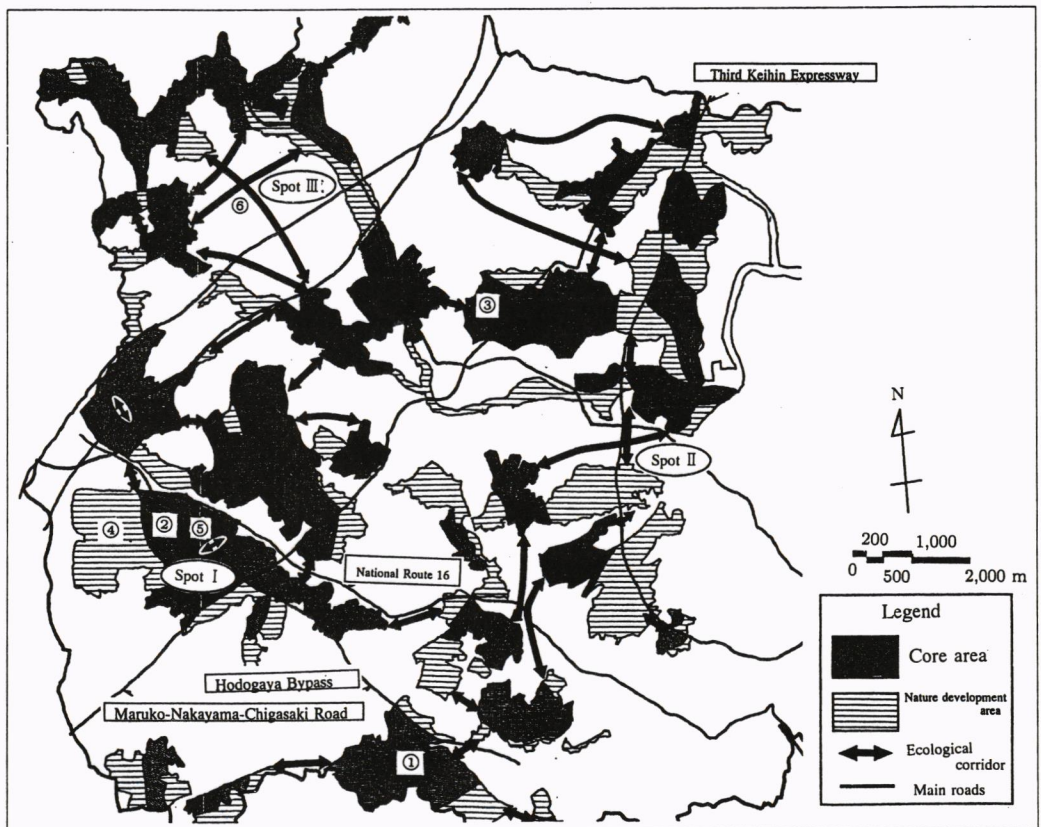 Third Keihin Expressway
Spot III
⑥
③
Spot II
④ ② ⑤
Spot I
National Route 16
Hodogaya Bypass
Maruko-Nakayama-Chigasaki Road
①
N
200 1,000
0 500 2,000 m
Legend
Core area
Nature development
area
Ecological
corridor
Main roads